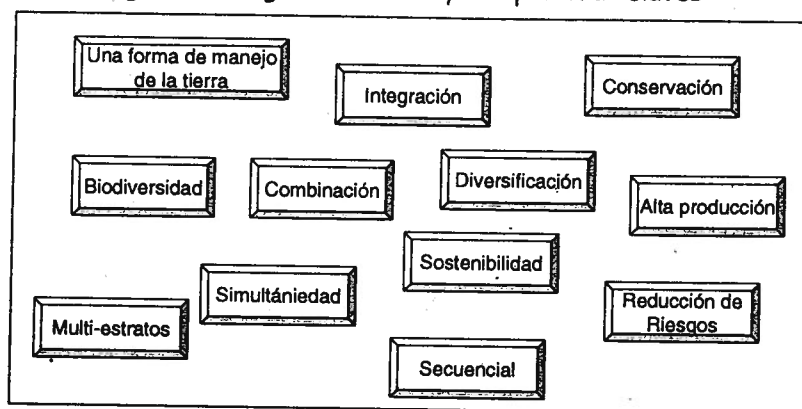 Una forma de manejo
de la tierra
Integración
Conservación
Biodiversidad
Combinación
Diversificación
Alta producción
Sostenibilidad
Simultániedad
Multi-estratos
Reducción de
Riesgos
Secuencial